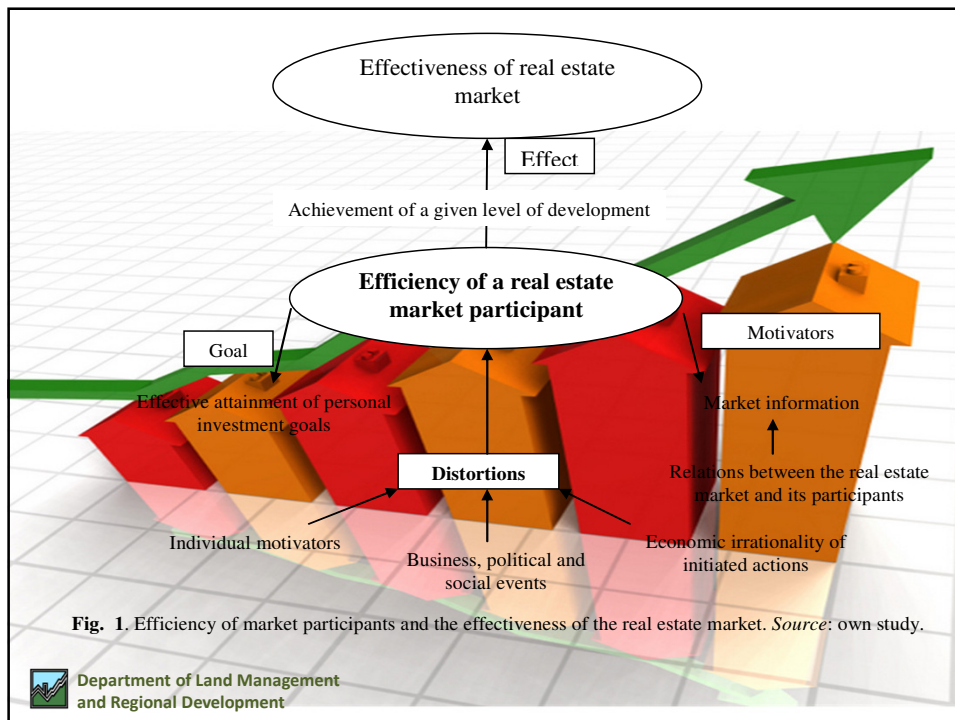 Effectiveness of real estate
market
Effect
Achievement of a given level of development
Efficiency of a real estate
market participant
Motivators
Goal
Effective attainment of personal
investment goals
Market information
Distortions
Relations between the real estate
market and its participants
Individual motivators
Business, political and
social events
Economic irrationality of
initiated actions
Fig. 1. Efficiency of market participants and the effectiveness of the real estate market. Source: own study.
Department of Land Management
and Regional Development